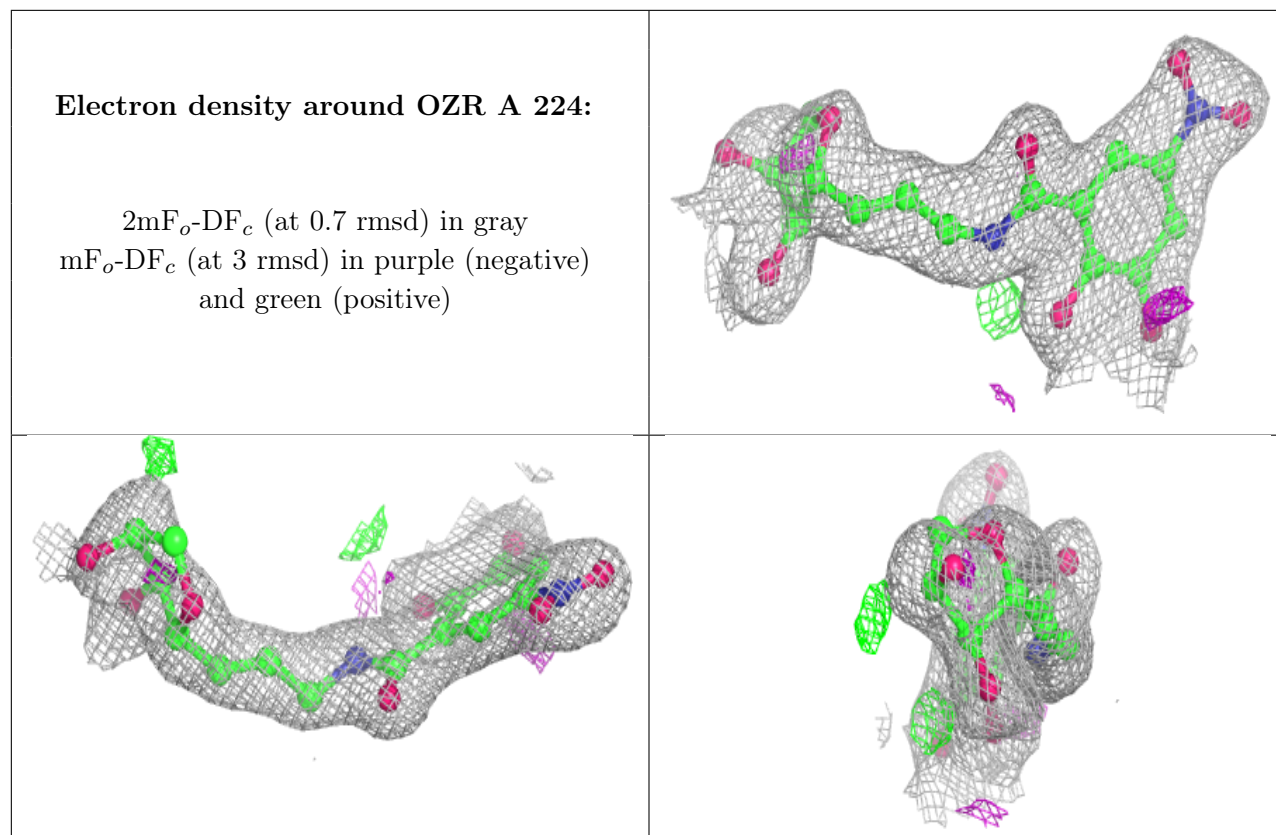 Electron density around OZR A 224:
2mFₒ-DF𝑐 (at 0.7 rmsd) in gray
mFₒ-DF𝑐 (at 3 rmsd) in purple (negative)
and green (positive)